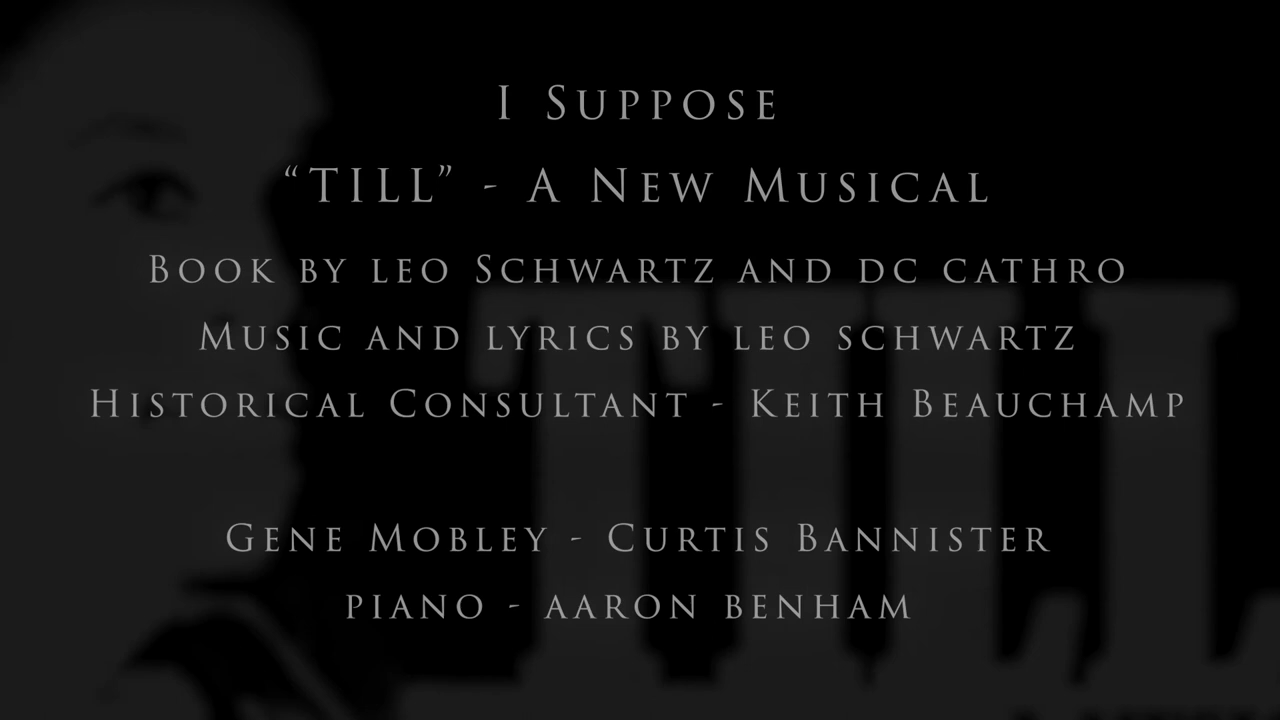 I Suppose
“TILL” - A New Musical
Book by leo Schwartz and dc cathro
Music and lyrics by leo schwartz
Historical Consultant - Keith Beauchamp
Gene Mobley - Curtis Bannister
piano - aaron benham
TILL